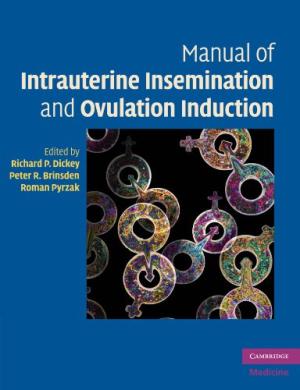 Manual of
Intrauterine Insemination
and Ovulation Induction
Edited by
Richard P. Dickey
Peter R. Brinsden
Roman Pyrzak
CAMBRIDGE
Medicine